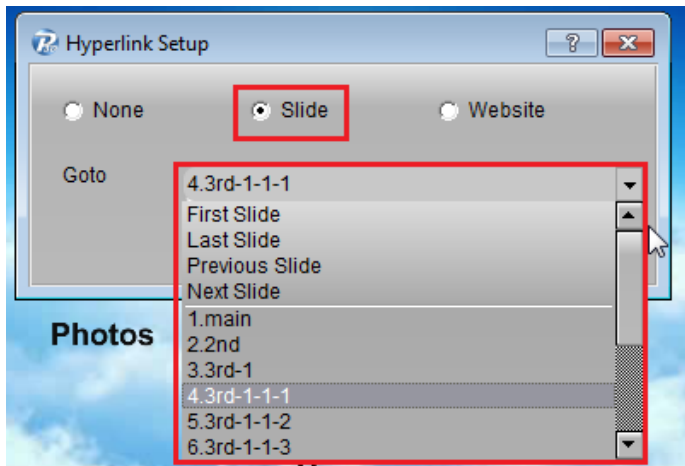 Hyperlink Setup
None Slide Website
Goto 4.3rd-1-1-1
First Slide
Last Slide
Previous Slide
Next Slide
1.main
Photos
2.2nd
3.3rd-1
4.3rd-1-1-1
5.3rd-1-1-2
6.3rd-1-1-3